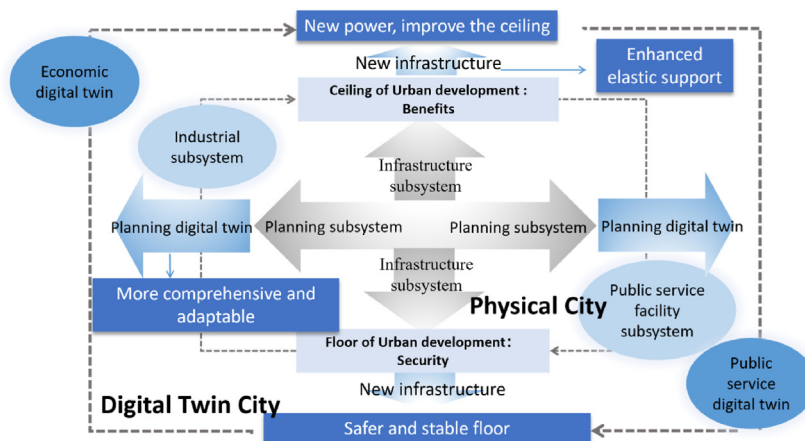 New power, improve the ceiling
Economic
digital twin
New infrastructure
Enhanced
elastic support
Ceiling of Urban development :
Benefits
Industrial
subsystem
Infrastructure
subsystem
Planning digital twin
Planning subsystem
Planning subsystem
Planning digital twin
Infrastructure
subsystem
More comprehensive and
adaptable
Physical City
Public service
facility
subsystem
Floor of Urban development：
Security
Public
service
digital twin
New infrastructure
Digital Twin City
Safer and stable floor